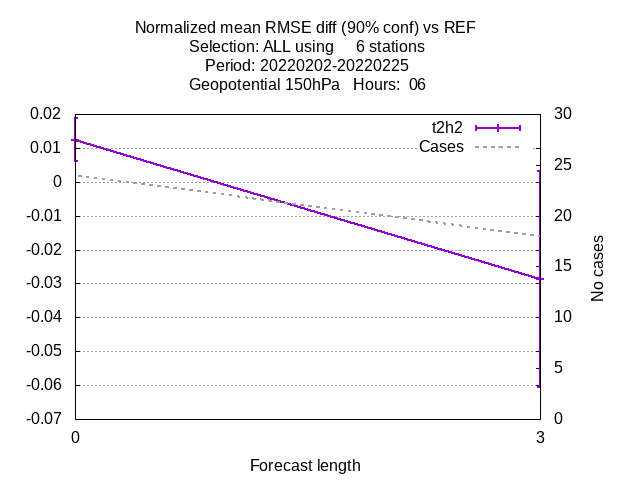 Normalized mean RMSE diff (90% conf) vs REF
Selection: ALL using     6 stations
Period: 20220202-20220225
Geopotential 150hPa   Hours:  06
t2h2
Cases
0.02
0.01
0
-0.01
-0.02
-0.03
-0.04
-0.05
-0.06
-0.07
30
25
20
15
10
5
0
No cases
0
3
Forecast length